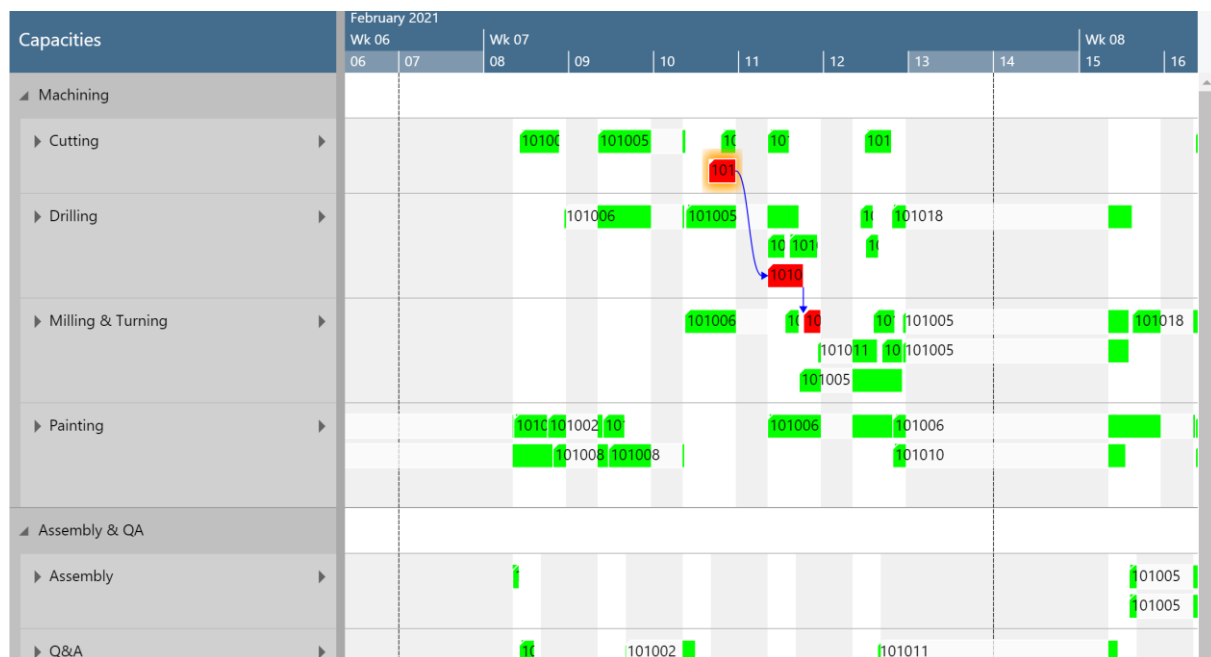 February 2021
Capacities
Wk 06 Wk 07 Wk 08
06 07 08 09 10 11 12 13 14 15 16
Machining
Cutting 101005
Drilling 101006 101005 101018
Milling & Turning 101006 101005 101018
101011 101005
101005
Painting 101002 101006 101006
101008 101008 101010
Assembly & QA
Assembly 101005
101005
Q&A 101002 101011